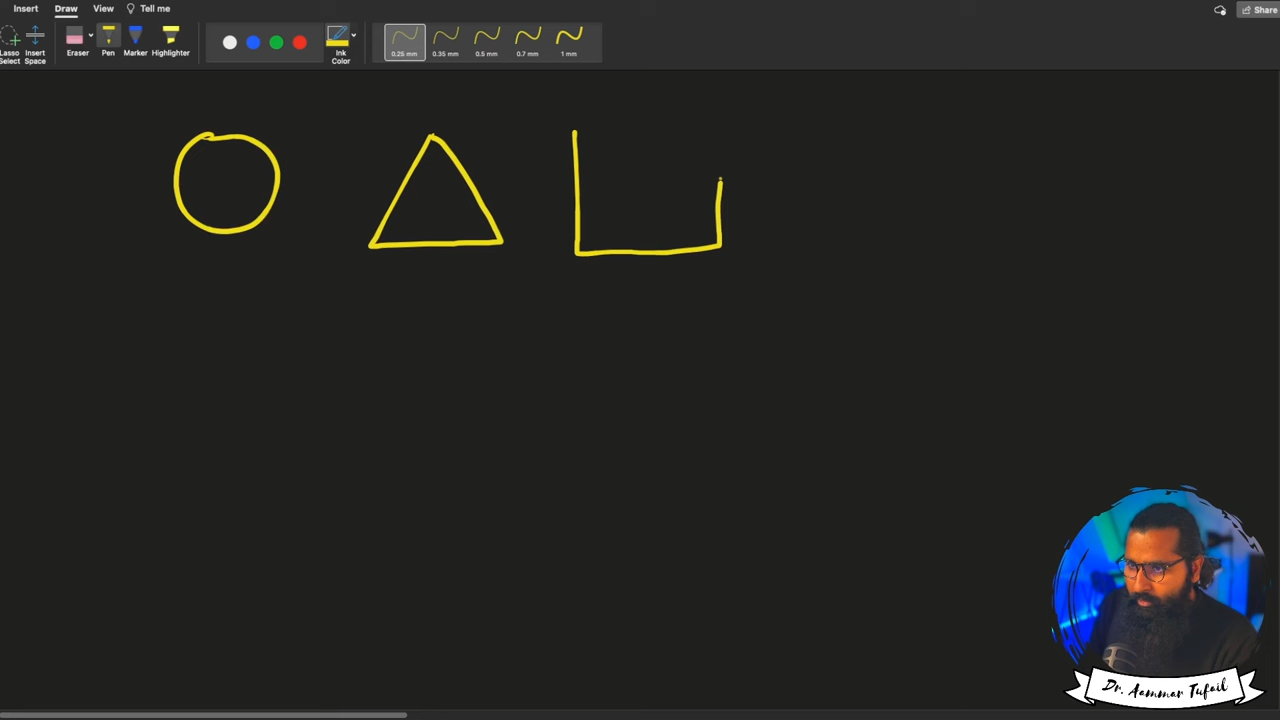 Insert Draw View Tell me Share
Lasso Select
Insert Space
Eraser
Pen
Marker
Highlighter
Ink Color
0.25 mm
0.35 mm
0.5 mm
0.7 mm
1 mm
Dr. Aammar Tufail